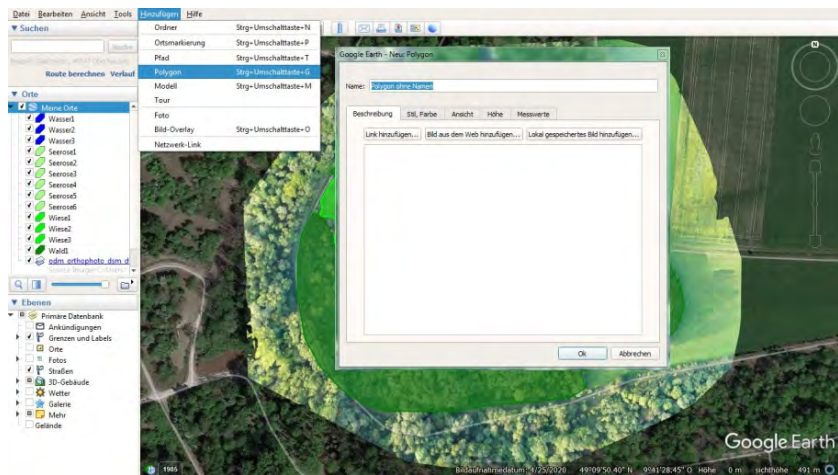 Datei Bearbeiten Ansicht Tools Hinzufügen Hilfe
Suchen
Suche
Route berechnen Verlauf
Orte
Meine Orte
Wasser1
Wasser2
Wasser3
Seerose1
Seerose2
Seerose3
Seerose4
Seerose5
Seerose6
Wiese1
Wiese2
Wiese3
Wald1
odm_orthophoto_dsm_d
Ebenen
Primäre Datenbank
Ankündigungen
Grenzen und Labels
Orte
Fotos
Straßen
3D-Gebäude
Wetter
Galerie
Mehr
Gelände
Ordner Strg+Umschalttaste+N
Ortsmarkierung Strg+Umschalttaste+P
Pfad Strg+Umschalttaste+T
Polygon Strg+Umschalttaste+G
Modell Strg+Umschalttaste+M
Tour
Foto
Bild-Overlay Strg+Umschalttaste+O
Netzwerk-Link
Google Earth - Neu: Polygon
Name: Polygon ohne Namen
Beschreibung Stil, Farbe Ansicht Höhe Messwerte
Link hinzufügen... Bild aus dem Web hinzufügen... Lokal gespeichertes Bild hinzufügen...
Ok Abbrechen
N
Google Earth
1985 Bildaufnahmedatum: 4/25/2020 49°09'50.40" N 9°41'28.45" O Höhe 0 m sichthöhe 491 m